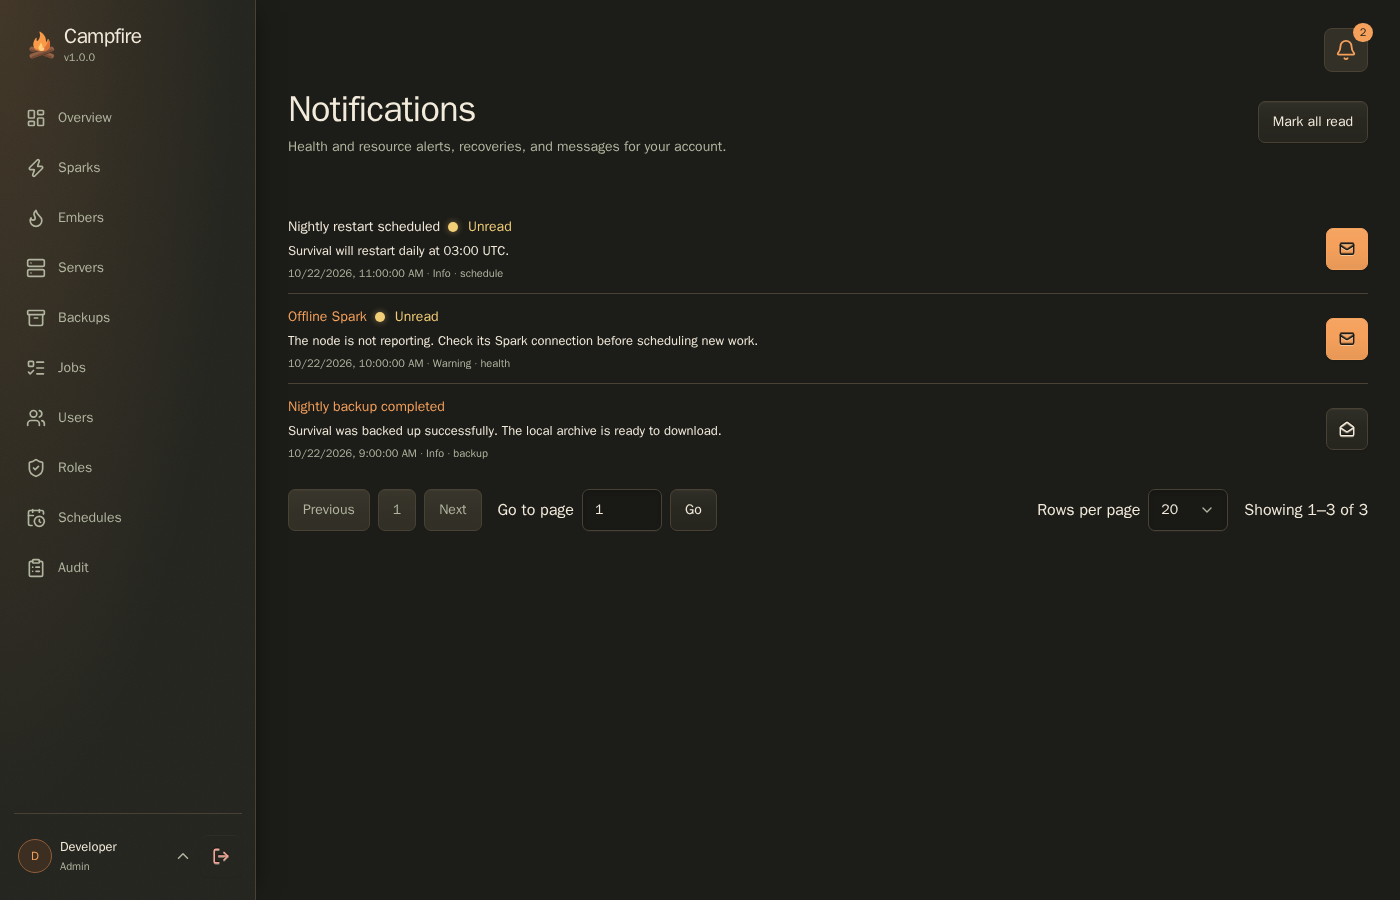 Campfire
v1.0.0
Overview
Sparks
Embers
Servers
Backups
Jobs
Users
Roles
Schedules
Audit
Developer
Admin
D
2
Notifications
Health and resource alerts, recoveries, and messages for your account.
Mark all read
Nightly restart scheduled Unread
Survival will restart daily at 03:00 UTC.
10/22/2026, 11:00:00 AM · Info · schedule
Offline Spark Unread
The node is not reporting. Check its Spark connection before scheduling new work.
10/22/2026, 10:00:00 AM · Warning · health
Nightly backup completed
Survival was backed up successfully. The local archive is ready to download.
10/22/2026, 9:00:00 AM · Info · backup
Previous 1 Next Go to page 1 Go Rows per page 20 Showing 1–3 of 3